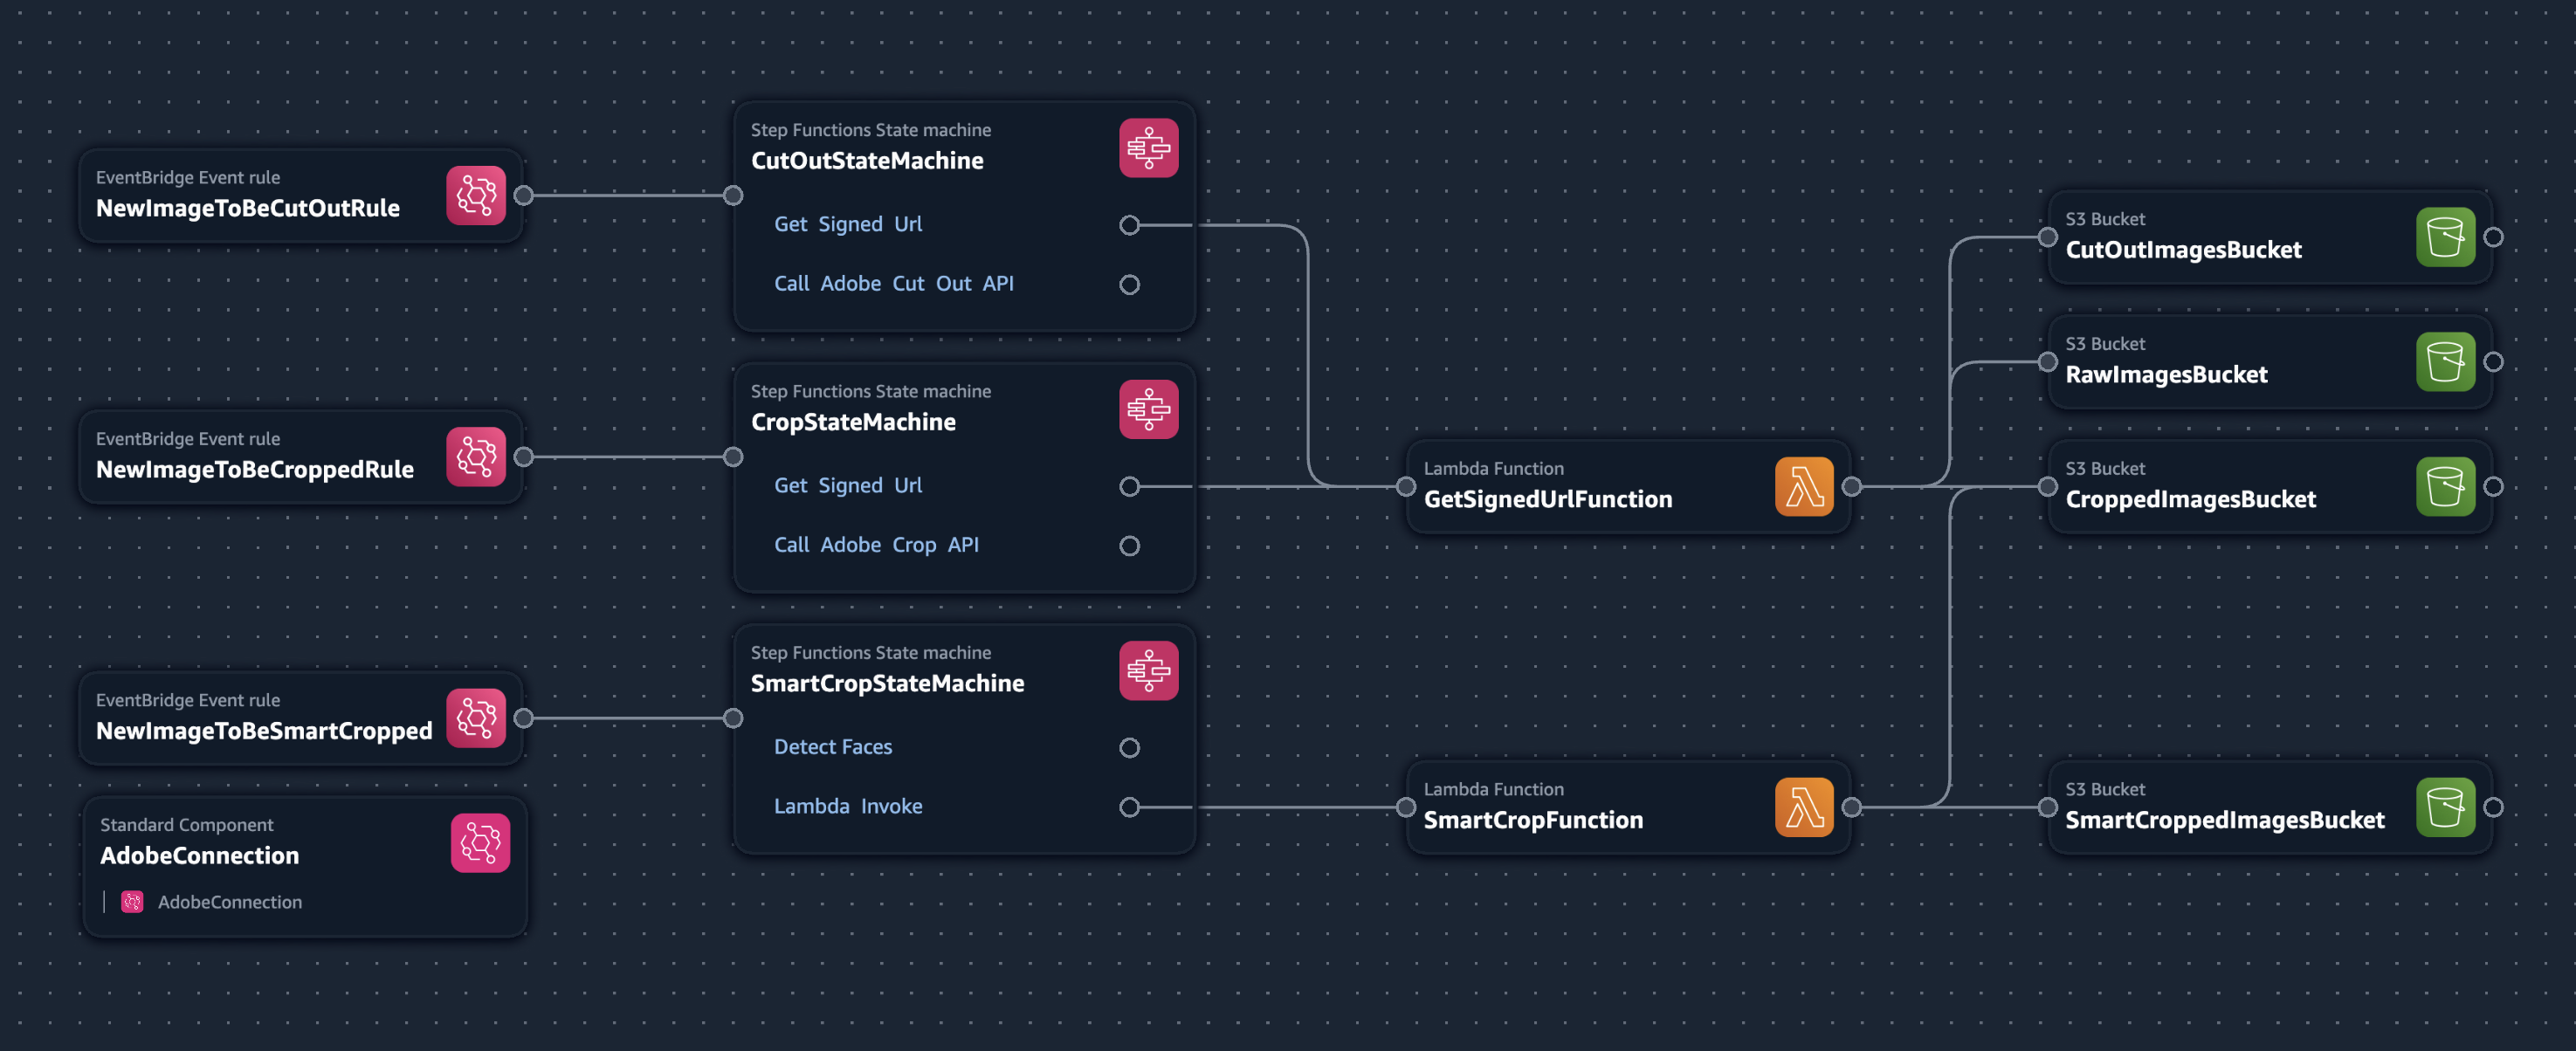 EventBridge Event rule
NewImageToBeCutOutRule
EventBridge Event rule
NewImageToBeCroppedRule
EventBridge Event rule
NewImageToBeSmartCropped
Standard Component
AdobeConnection
AdobeConnection
Step Functions State machine
CutOutStateMachine
Get Signed Url
Call Adobe Cut Out API
Step Functions State machine
CropStateMachine
Get Signed Url
Call Adobe Crop API
Step Functions State machine
SmartCropStateMachine
Detect Faces
Lambda Invoke
Lambda Function
GetSignedUrlFunction
Lambda Function
SmartCropFunction
S3 Bucket
CutOutImagesBucket
S3 Bucket
RawImagesBucket
S3 Bucket
CroppedImagesBucket
S3 Bucket
SmartCroppedImagesBucket